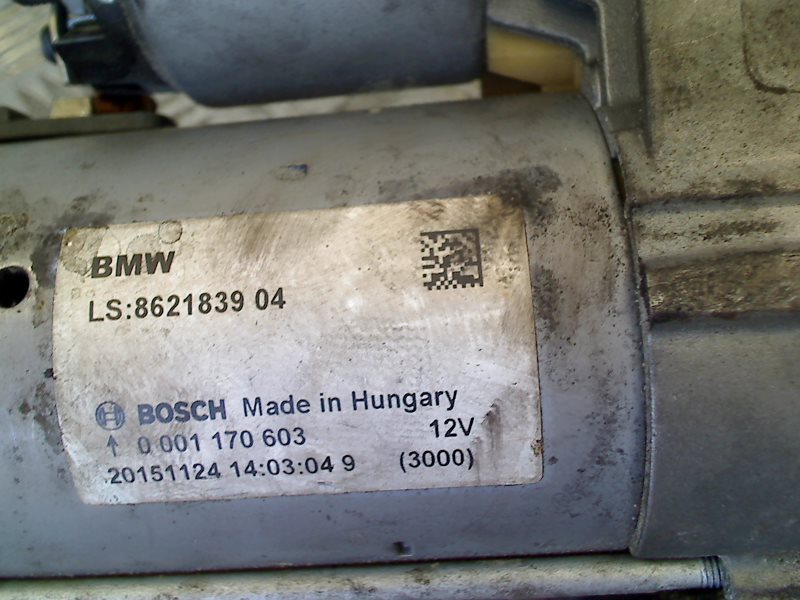 BMW
LS:8621839 04
BOSCH Made in Hungary
↑ 0 001 170 603 12V
20151124 14:03:04 9 (3000)